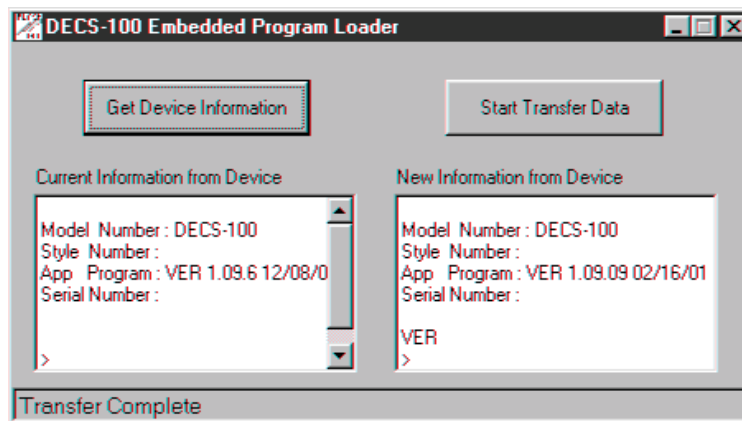 DECS-100 Embedded Program Loader
Get Device Information
Start Transfer Data
Current Information from Device
Model Number : DECS-100
Style Number :
App Program : VER 1.09.6 12/08/0
Serial Number :
>
New Information from Device
Model Number : DECS-100
Style Number :
App Program : VER 1.09.09 02/16/01
Serial Number :
VER
>
Transfer Complete